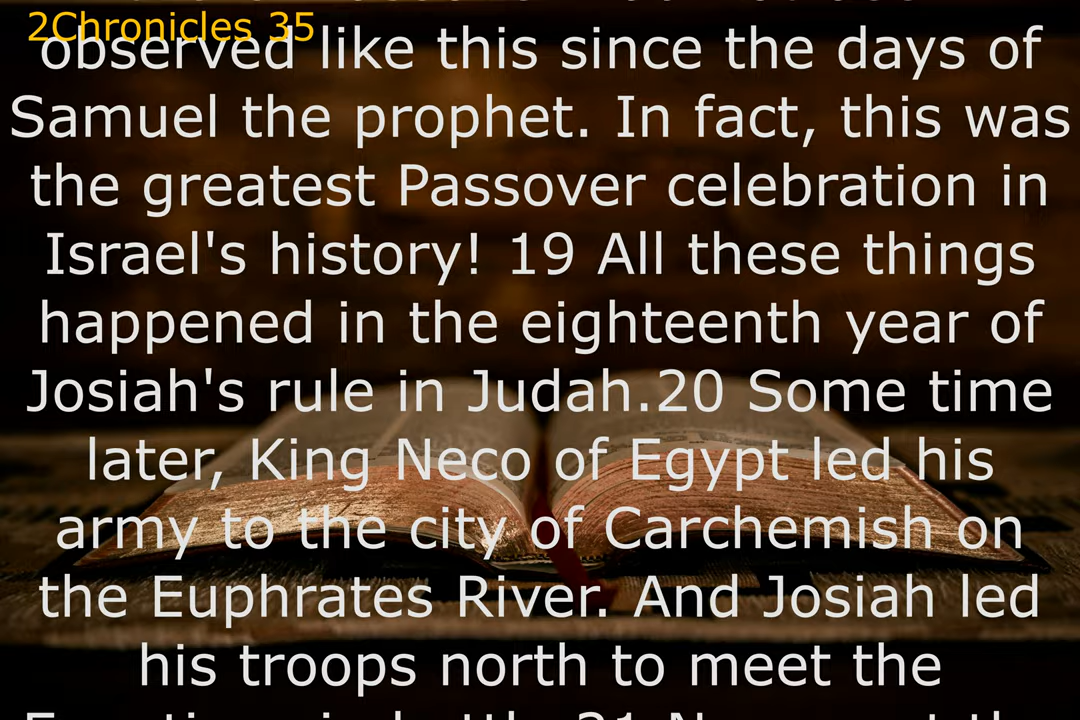 2Chronicles 35
observed like this since the days of
Samuel the prophet. In fact, this was
the greatest Passover celebration in
Israel's history! 19 All these things
happened in the eighteenth year of
Josiah's rule in Judah.20 Some time
later, King Neco of Egypt led his
army to the city of Carchemish on
the Euphrates River. And Josiah led
his troops north to meet the